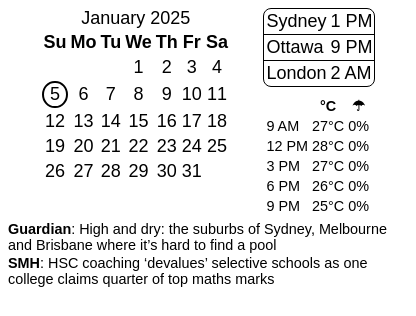 January 2025
Su Mo Tu We Th Fr Sa
1 2 3 4
5 6 7 8 9 10 11
12 13 14 15 16 17 18
19 20 21 22 23 24 25
26 27 28 29 30 31
Sydney 1 PM
Ottawa 9 PM
London 2 AM
°C ☂
9 AM 27°C 0%
12 PM 28°C 0%
3 PM 27°C 0%
6 PM 26°C 0%
9 PM 25°C 0%
Guardian: High and dry: the suburbs of Sydney, Melbourne
and Brisbane where it’s hard to find a pool
SMH: HSC coaching ‘devalues’ selective schools as one
college claims quarter of top maths marks